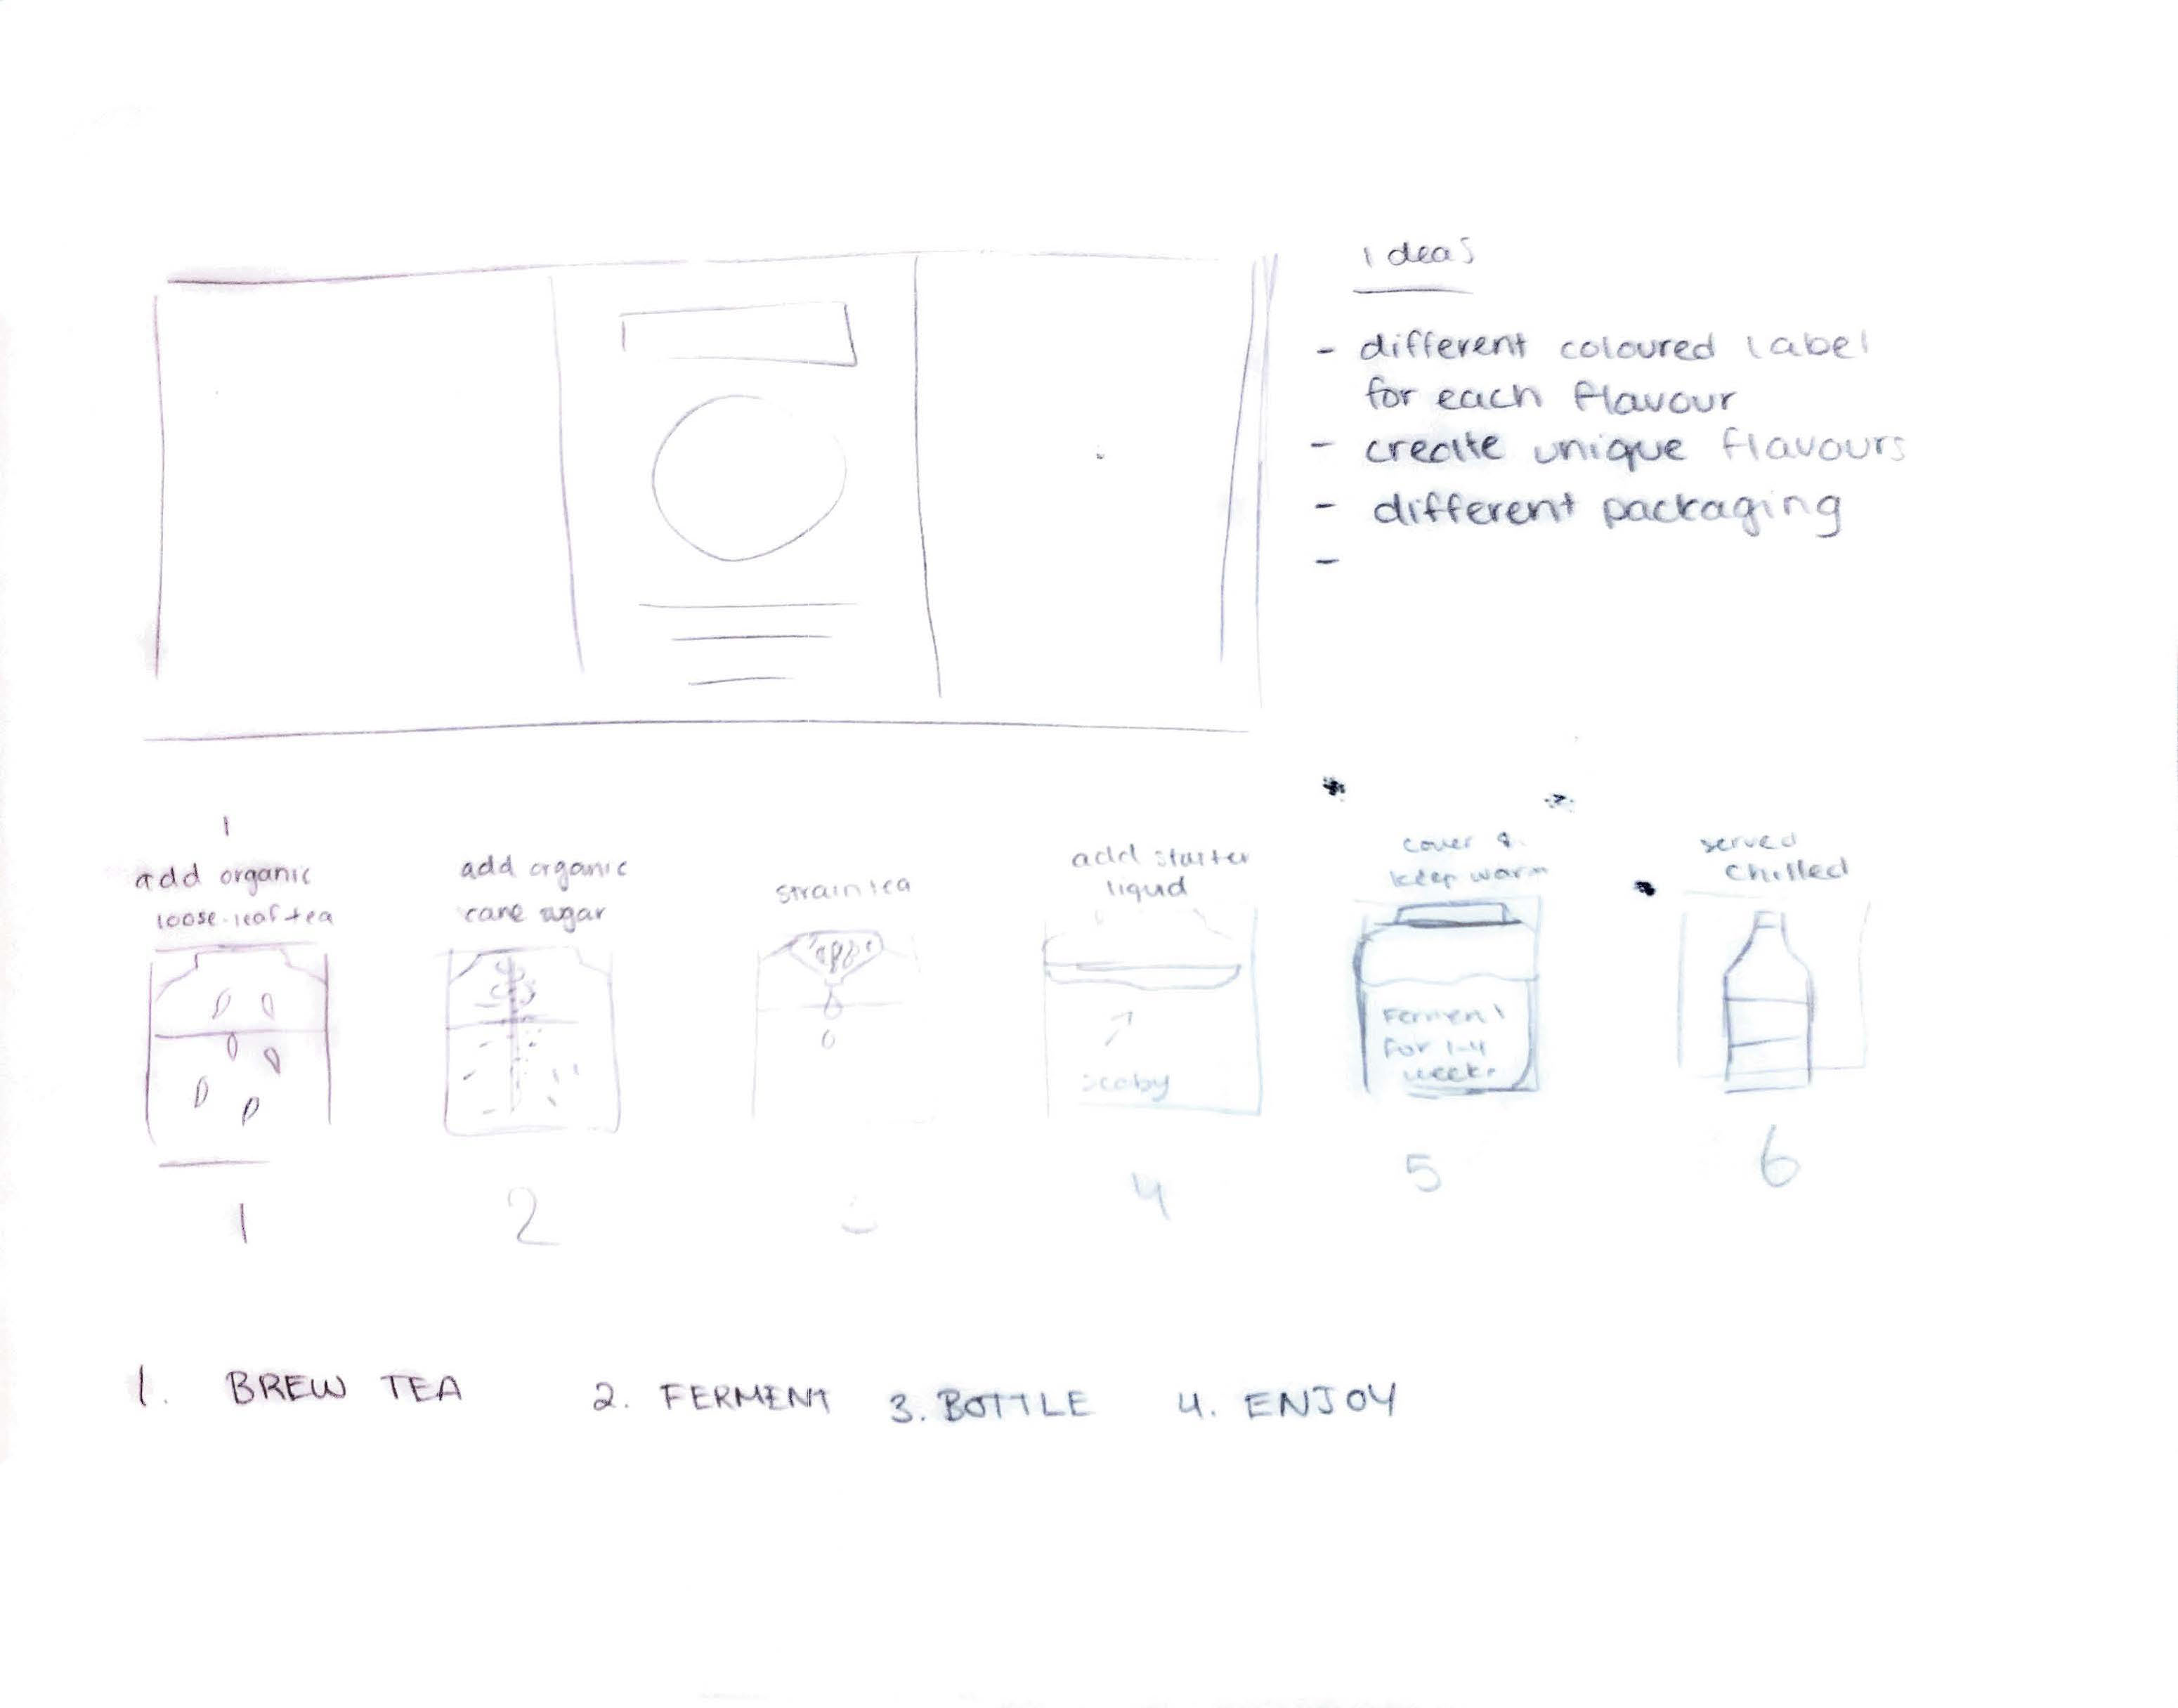 ideas
- different coloured label
for each flavour
- create unique flavours
- different packaging
-
1
add organic
loose-leaf tea
add organic
cane sugar
strain tea
add starter
liquid
cover &
keep warm
served
chilled
scoby
Ferment
for 1-4
weeks
1
2
4
5
6
1. BREW TEA
2. FERMENT
3. BOTTLE
4. ENJOY